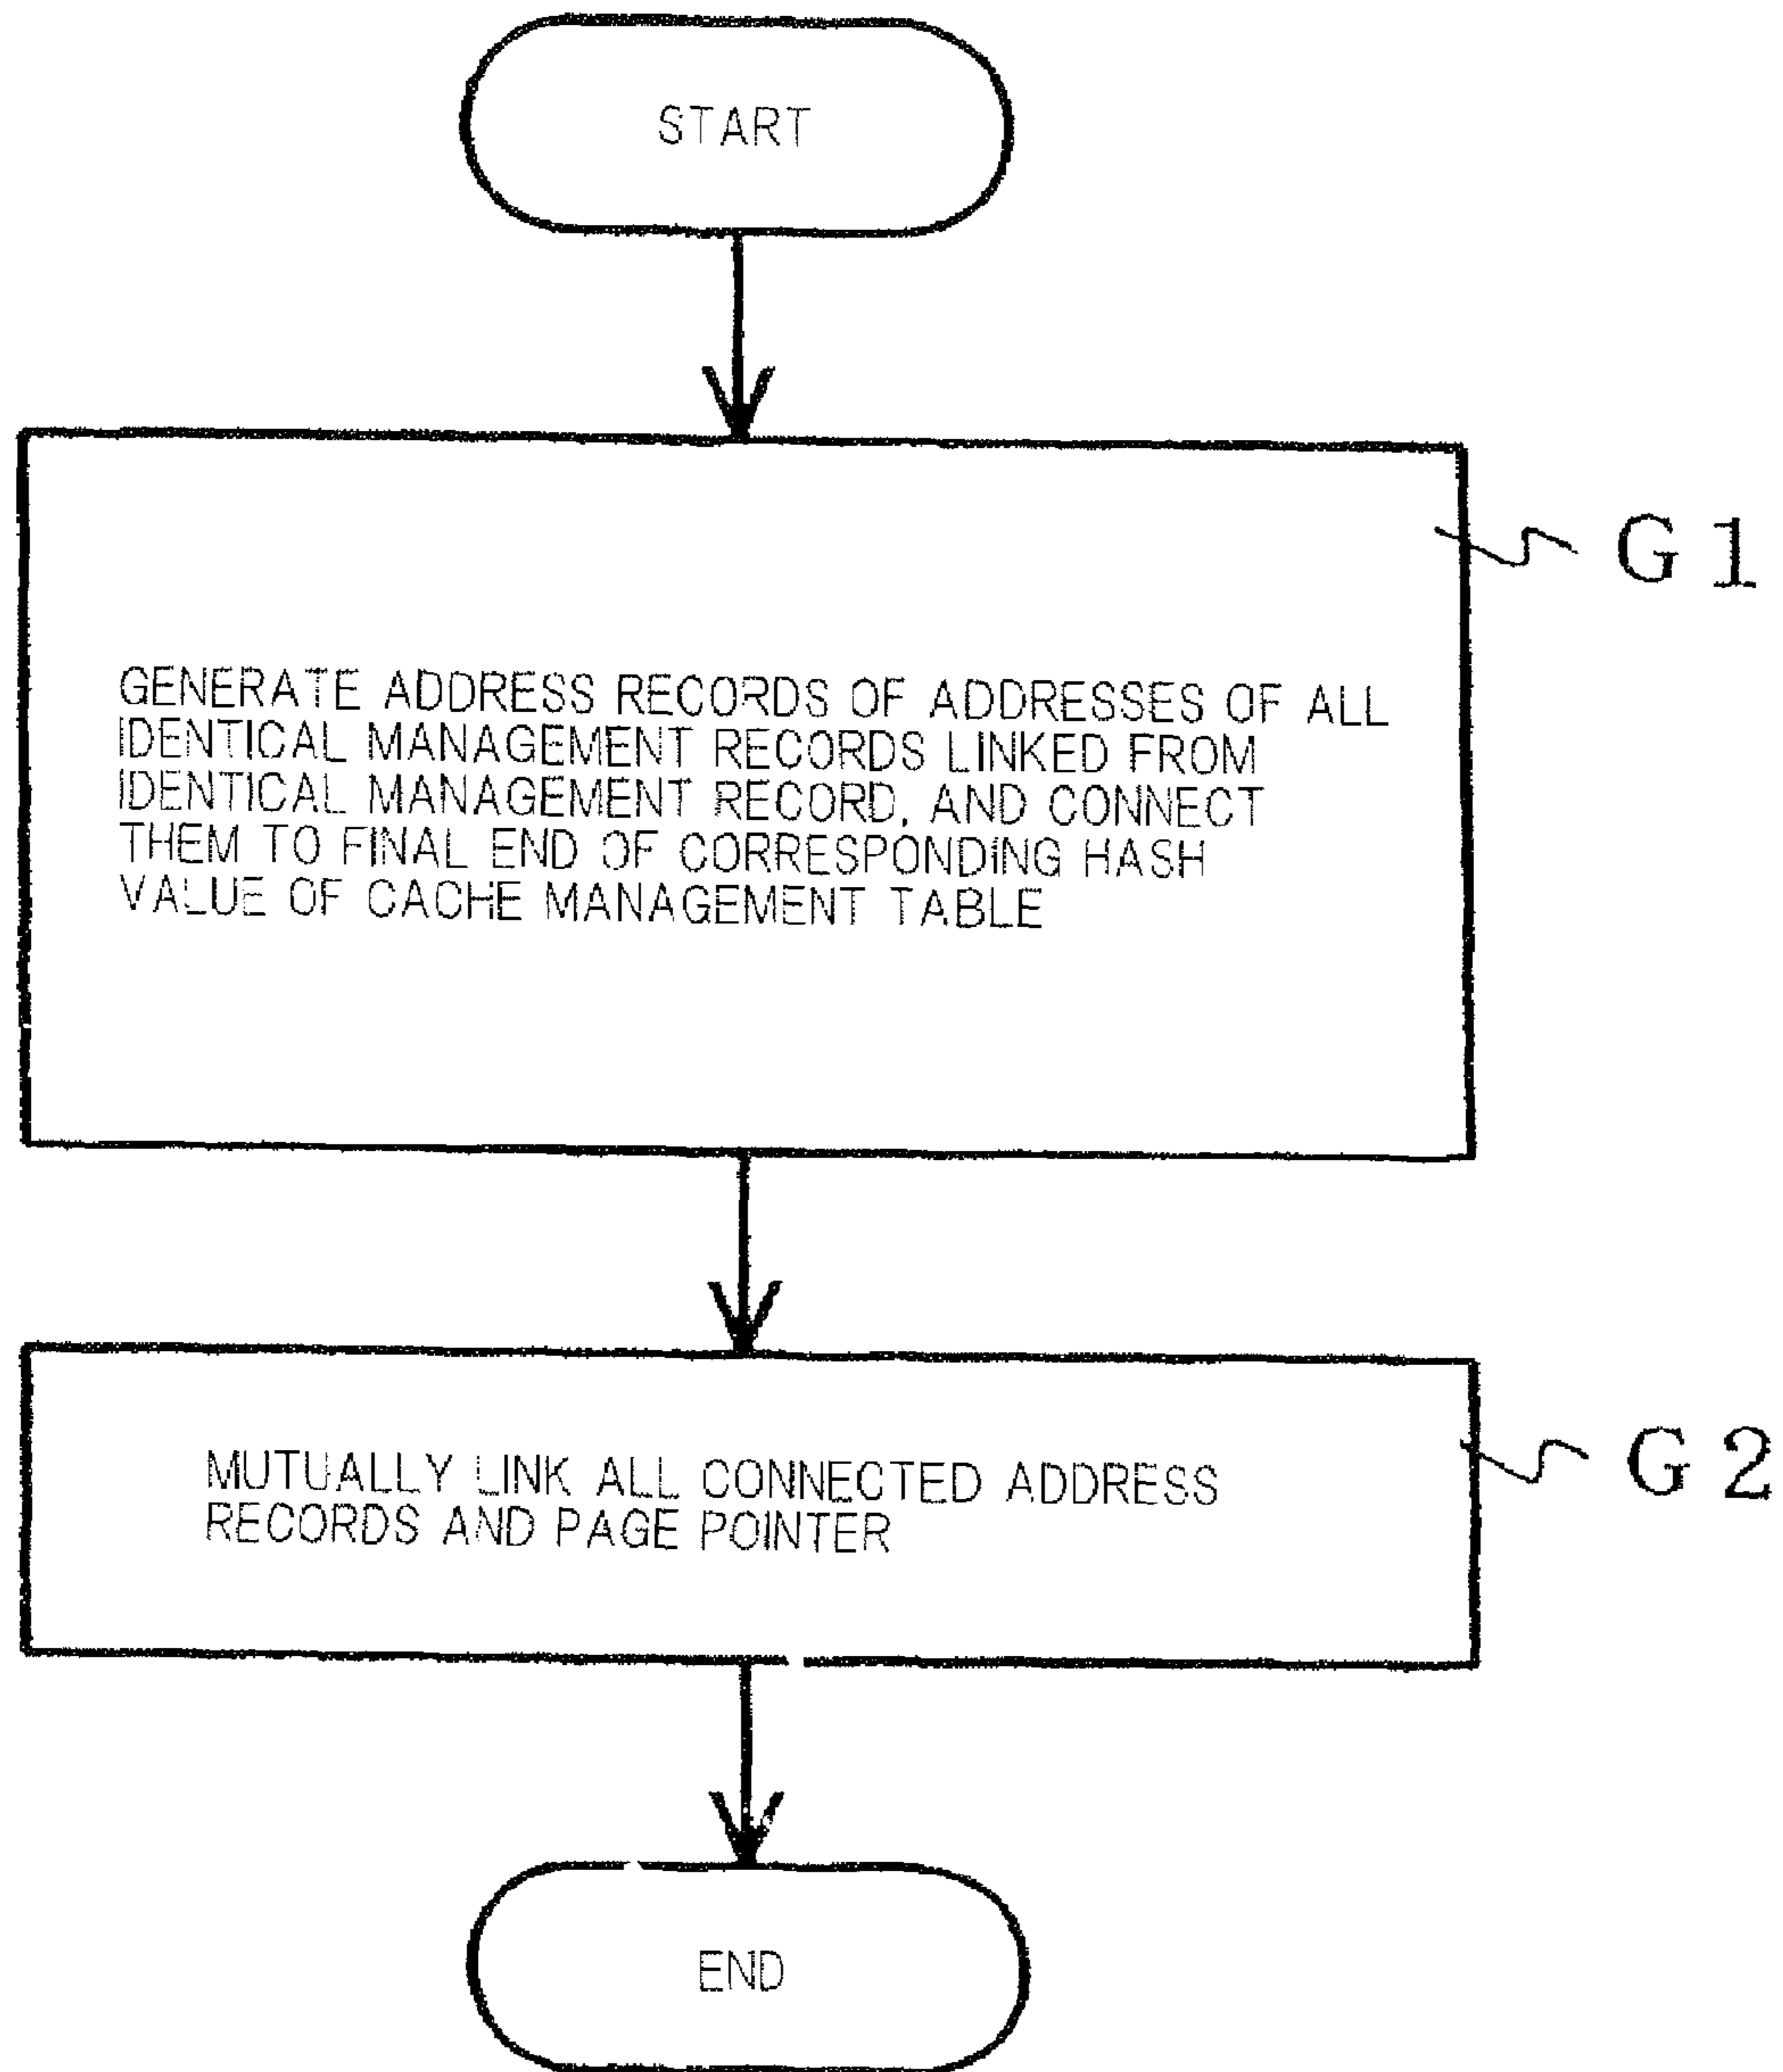 START
G1
GENERATE ADDRESS RECORDS OF ADDRESSES OF ALL
IDENTICAL MANAGEMENT RECORDS LINKED FROM
IDENTICAL MANAGEMENT RECORD, AND CONNECT
THEM TO FINAL END OF CORRESPONDING HASH
VALUE OF CACHE MANAGEMENT TABLE
G2
MUTUALLY LINK ALL CONNECTED ADDRESS
RECORDS AND PAGE POINTER
END